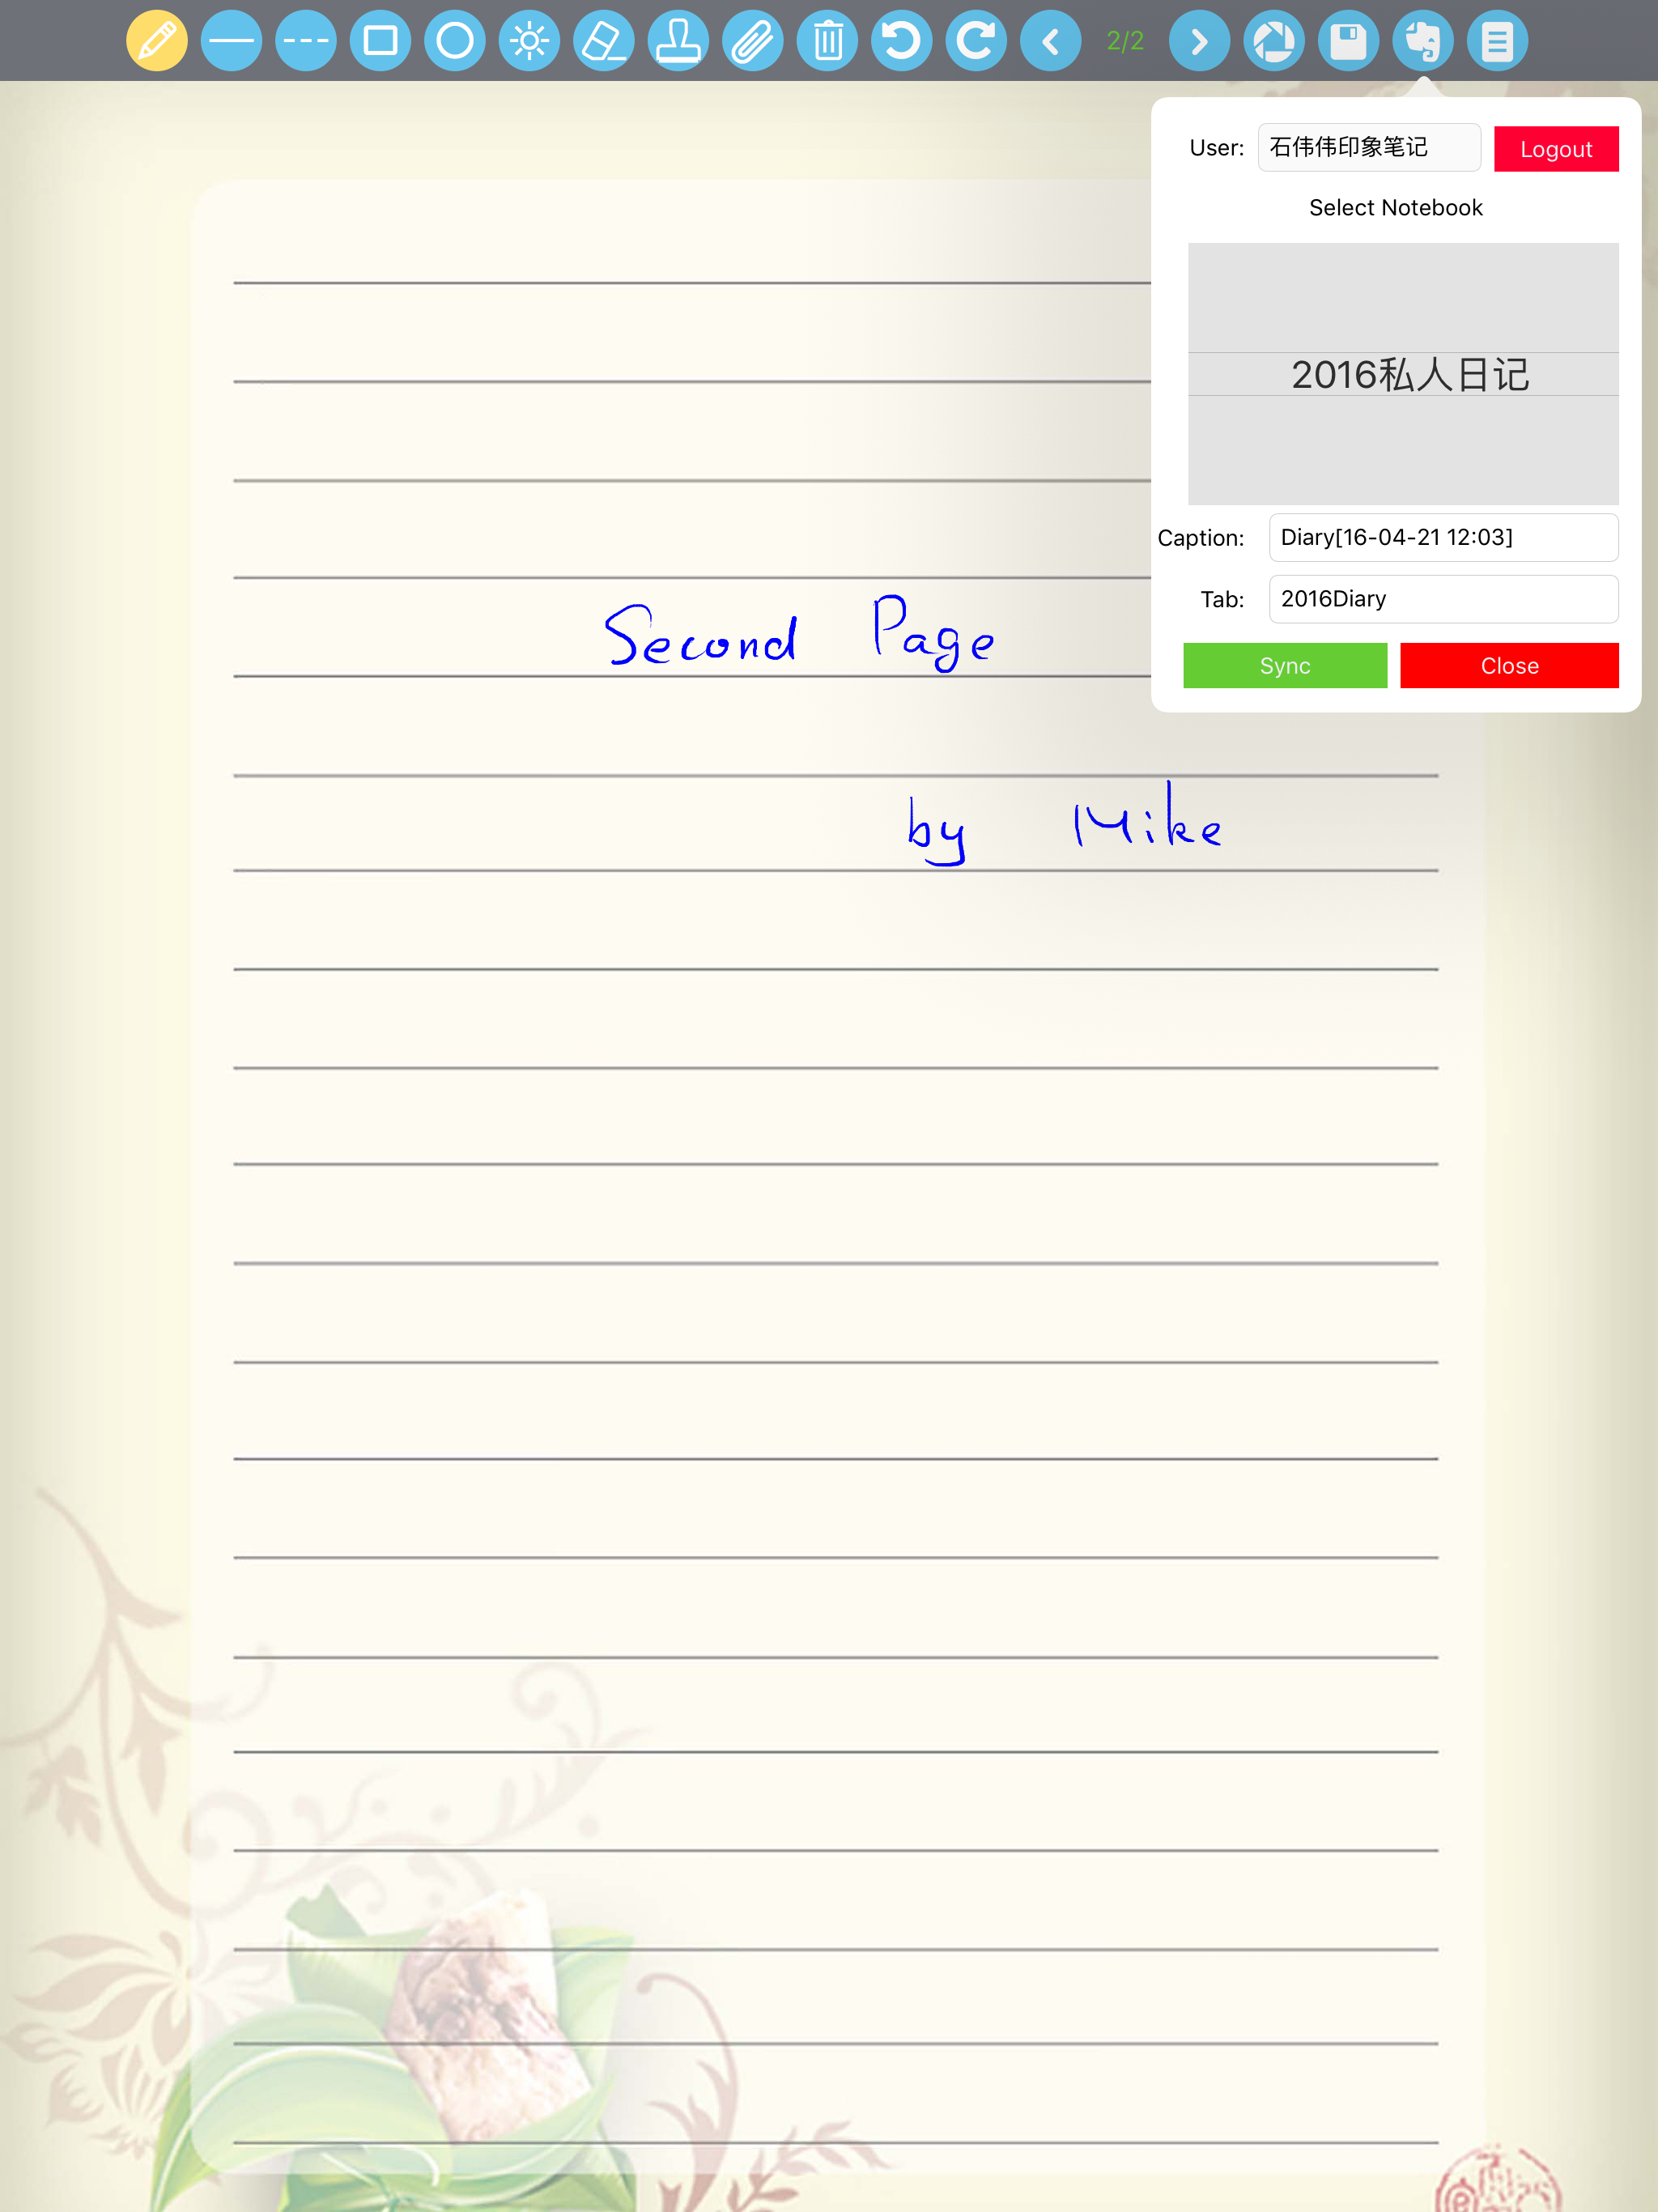 2/2
User: 石伟伟印象笔记 Logout
Select Notebook
2016私人日记
Caption: Diary[16-04-21 12:03]
Tab: 2016Diary
Sync Close
Second Page
by Mike